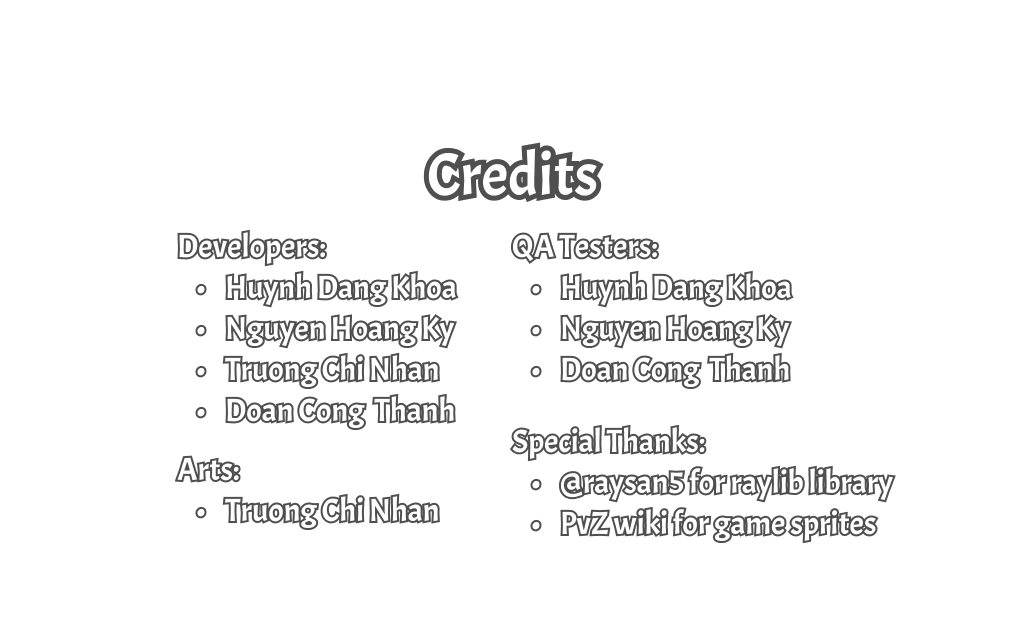 Credits
Developers:
• Huynh Dang Khoa
• Nguyen Hoang Ky
• Truong Chi Nhan
• Doan Cong Thanh
Arts:
• Truong Chi Nhan
QA Testers:
• Huynh Dang Khoa
• Nguyen Hoang Ky
• Doan Cong Thanh
Special Thanks:
• @raysan5 for raylib library
• PvZ wiki for game sprites